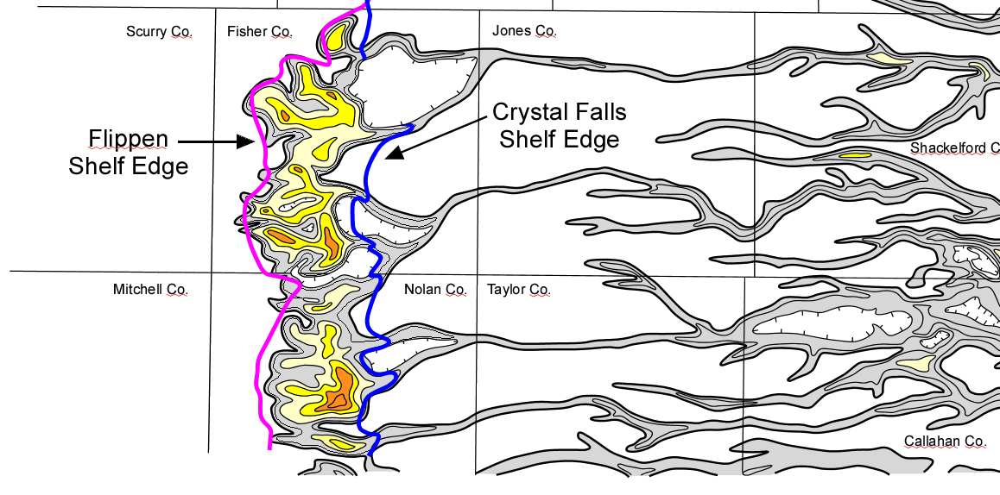 Scurry Co.
Fisher Co.
Jones Co.
Crystal Falls
Shelf Edge
Flippen
Shelf Edge
Shackelford C
Mitchell Co.
Nolan Co.
Taylor Co.
Callahan Co.